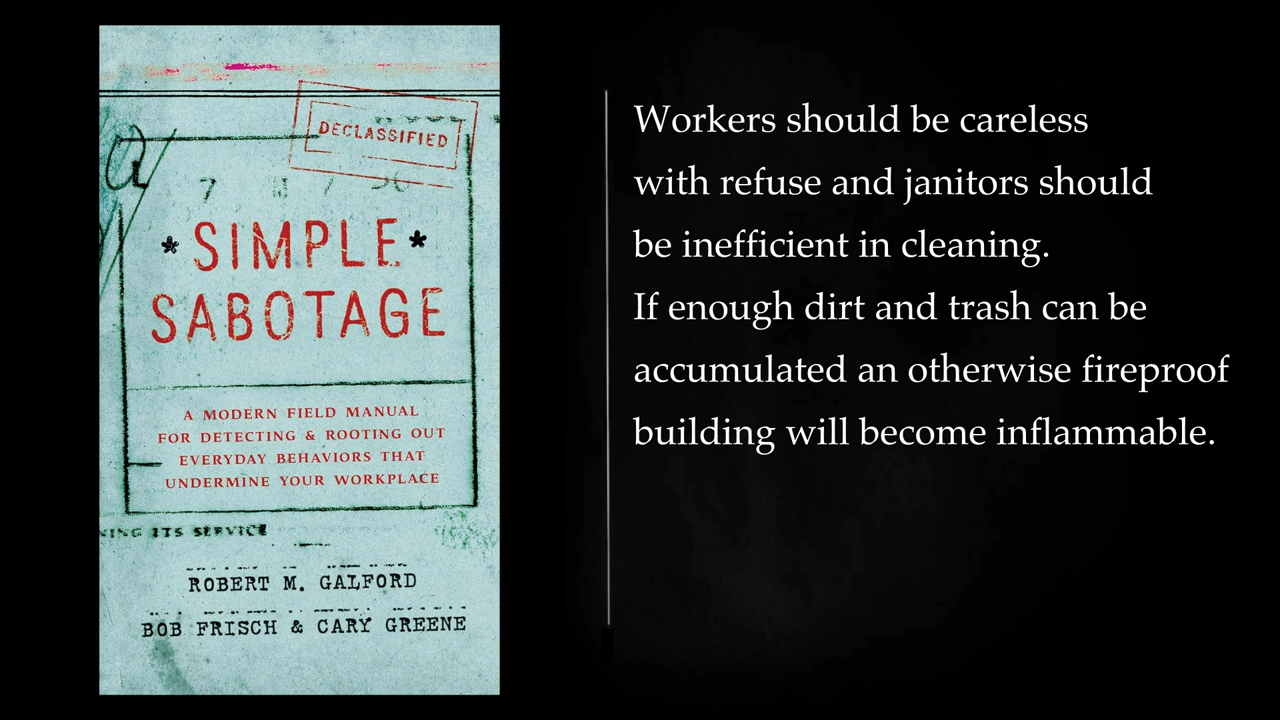 DECLASSIFIED
* SIMPLE *
SABOTAGE
A MODERN FIELD MANUAL
FOR DETECTING & ROOTING OUT
EVERYDAY BEHAVIORS THAT
UNDERMINE YOUR WORKPLACE
ITS SERVICE
ROBERT M. GALFORD
BOB FRISCH & CARY GREENE
Workers should be careless
with refuse and janitors should
be inefficient in cleaning.
If enough dirt and trash can be
accumulated an otherwise fireproof
building will become inflammable.